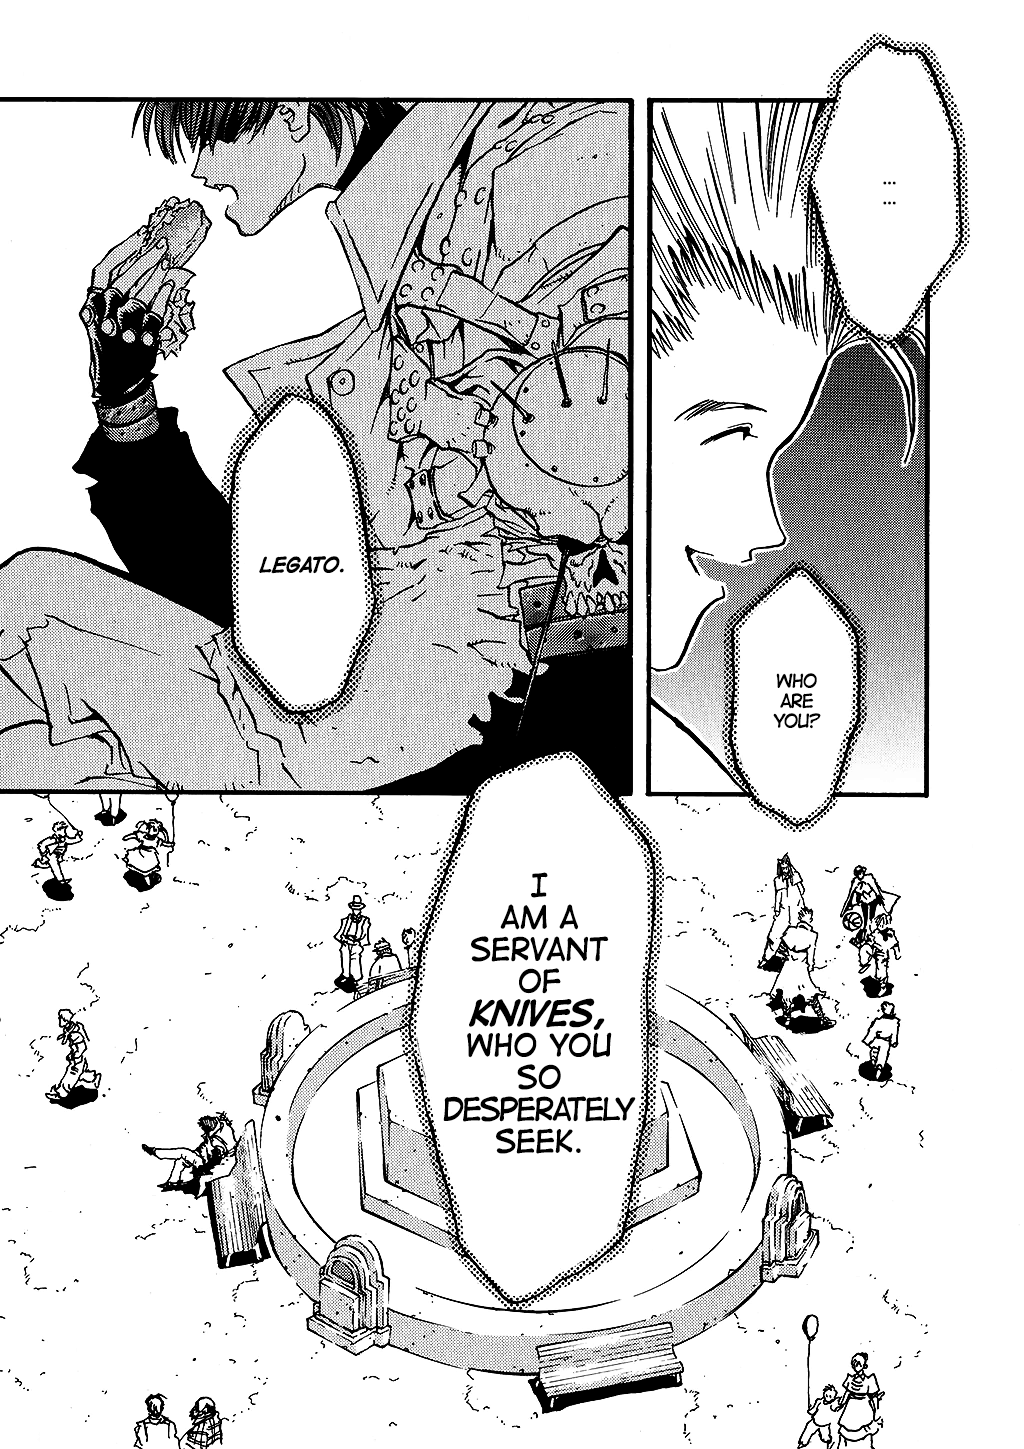 ...
...
WHO
ARE
YOU?
LEGATO.
I
AM A
SERVANT
OF
KNIVES,
WHO YOU
SO
DESPERATELY
SEEK.